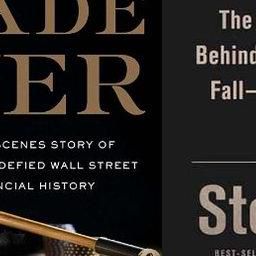 ADE
ER
SCENES STORY OF
DEFIED WALL STREET
NCIAL HISTORY
The
Behind
Fall—
Ste
BEST-SEL